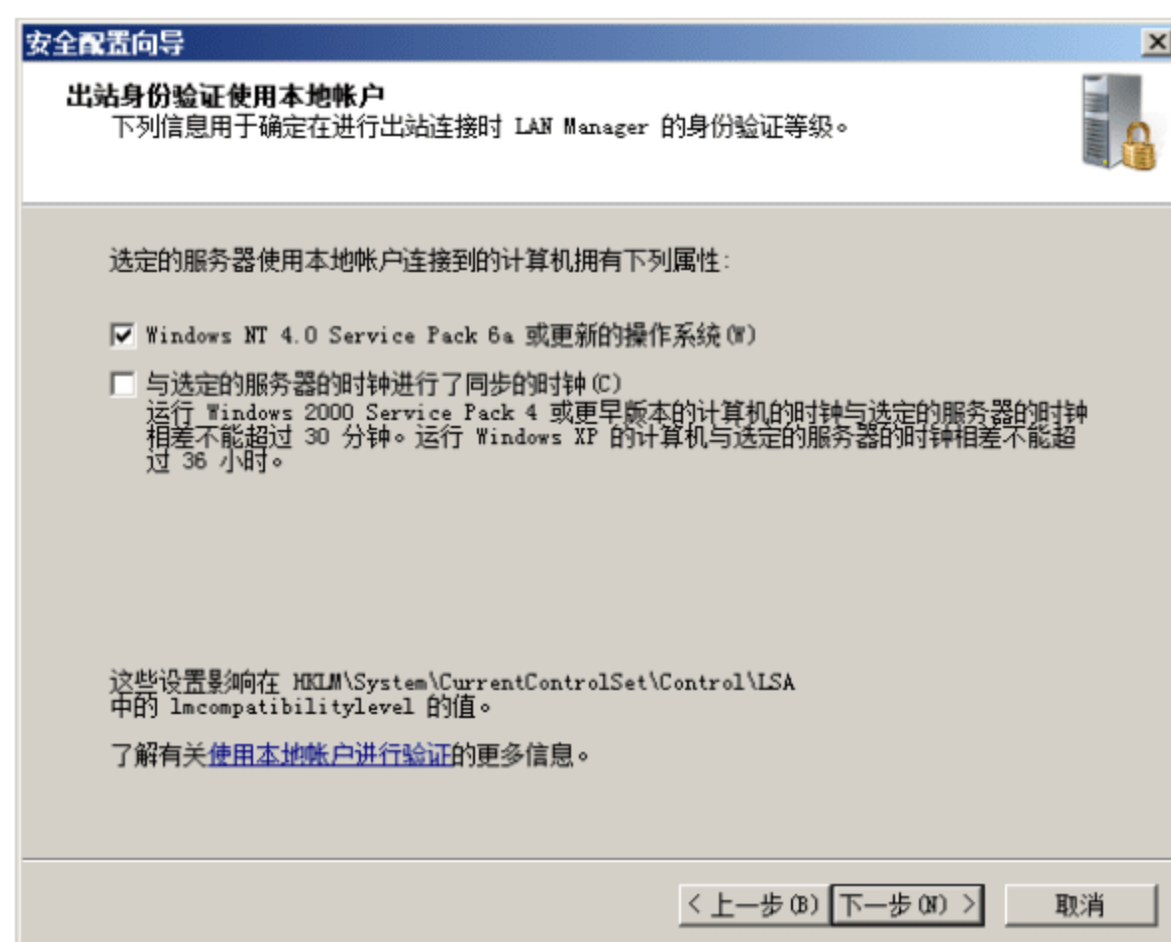 安全配置向导
出站身份验证使用本地帐户
下列信息用于确定在进行出站连接时 LAN Manager 的身份验证等级。
选定的服务器使用本地帐户连接到的计算机拥有下列属性:
Windows NT 4.0 Service Pack 6a 或更新的操作系统(W)
与选定的服务器的时钟进行了同步的时钟(C)
运行 Windows 2000 Service Pack 4 或更早版本的计算机的时钟与选定的服务器的时钟
相差不能超过 30 分钟。运行 Windows XP 的计算机与选定的服务器的时钟相差不能超
过 36 小时。
这些设置影响在 HKLM\System\CurrentControlSet\Control\LSA
中的 lmcompatibilitylevel 的值。
了解有关使用本地帐户进行验证的更多信息。
< 上一步(B) 下一步(N) > 取消